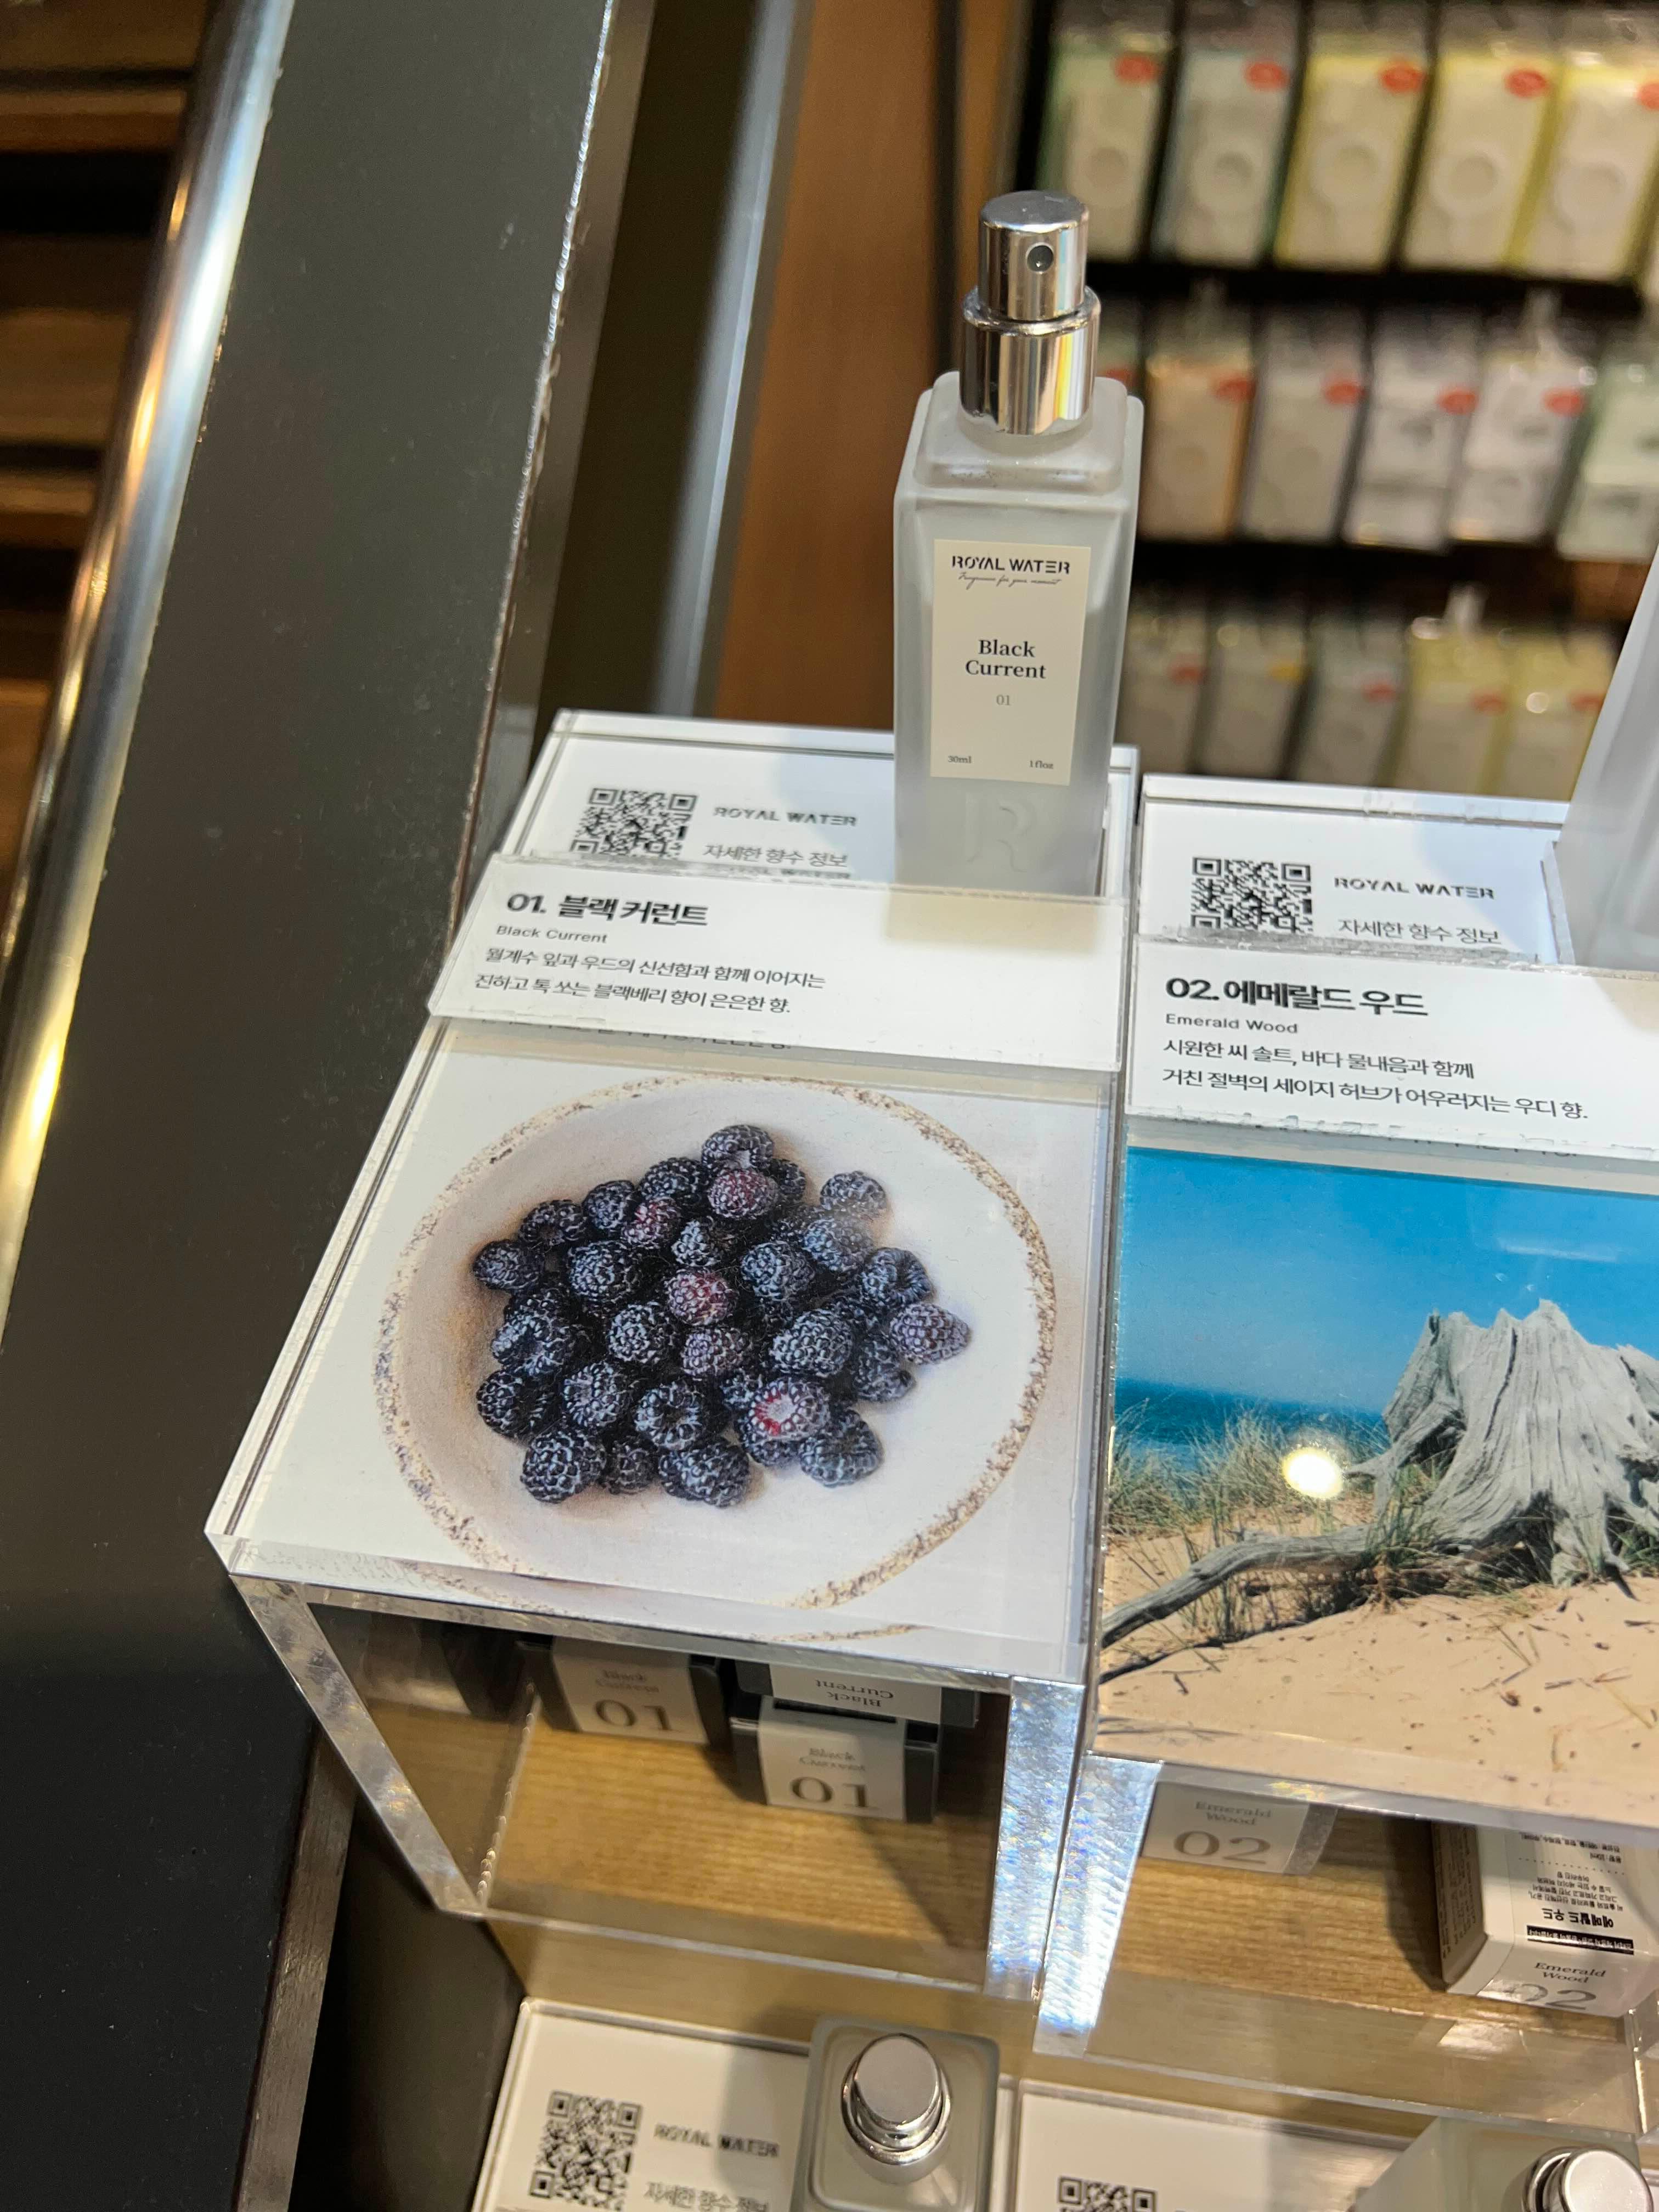 ROYAL WATER
Fragrance for your moment
Black
Current
01
30ml 1floz
R
ROYAL WATER
자세한 향수 정보
01. 블랙 커런트
Black Current
월계수 잎과 우드의 신선함과 함께 이어지는
진하고 톡 쏘는 블랙베리 향이 은은한 향.
ROYAL WATER
자세한 향수 정보
02. 에메랄드 우드
Emerald Wood
시원한 씨 솔트, 바다 물내음과 함께
거친 절벽의 세이지 허브가 어우러지는 우디 향.
Black
Current
01
Black
Current
Black
Current
01
Emerald
Wood
02
에메랄드 우드
Emerald
Wood
02
ROYAL WATER
자세한 향수 정보